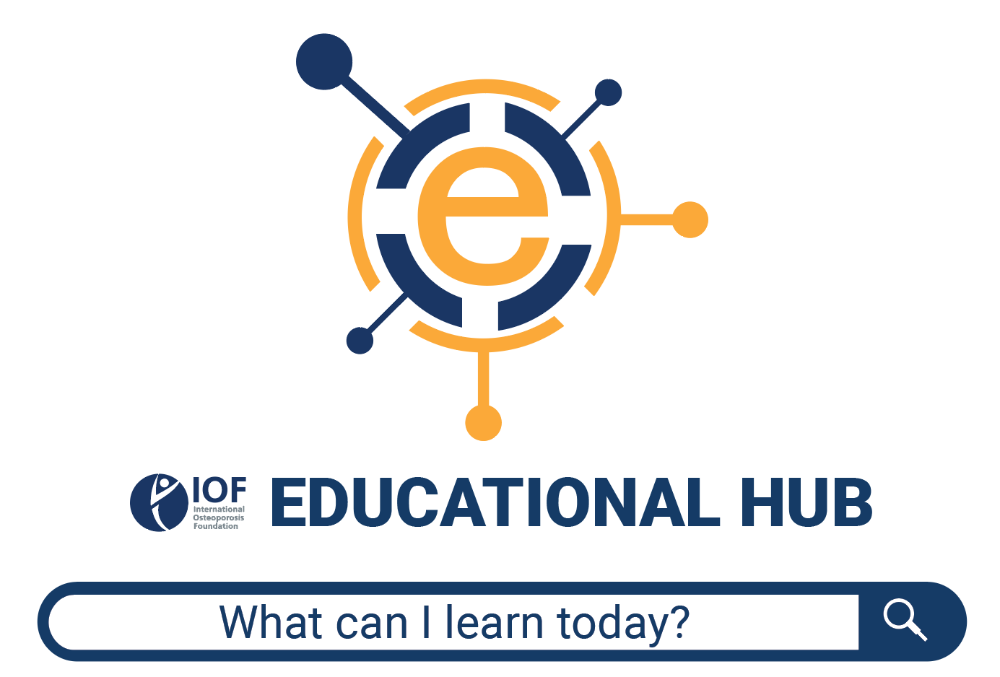 e
IOF
International
Osteoporosis
Foundation
EDUCATIONAL HUB
What can I learn today?